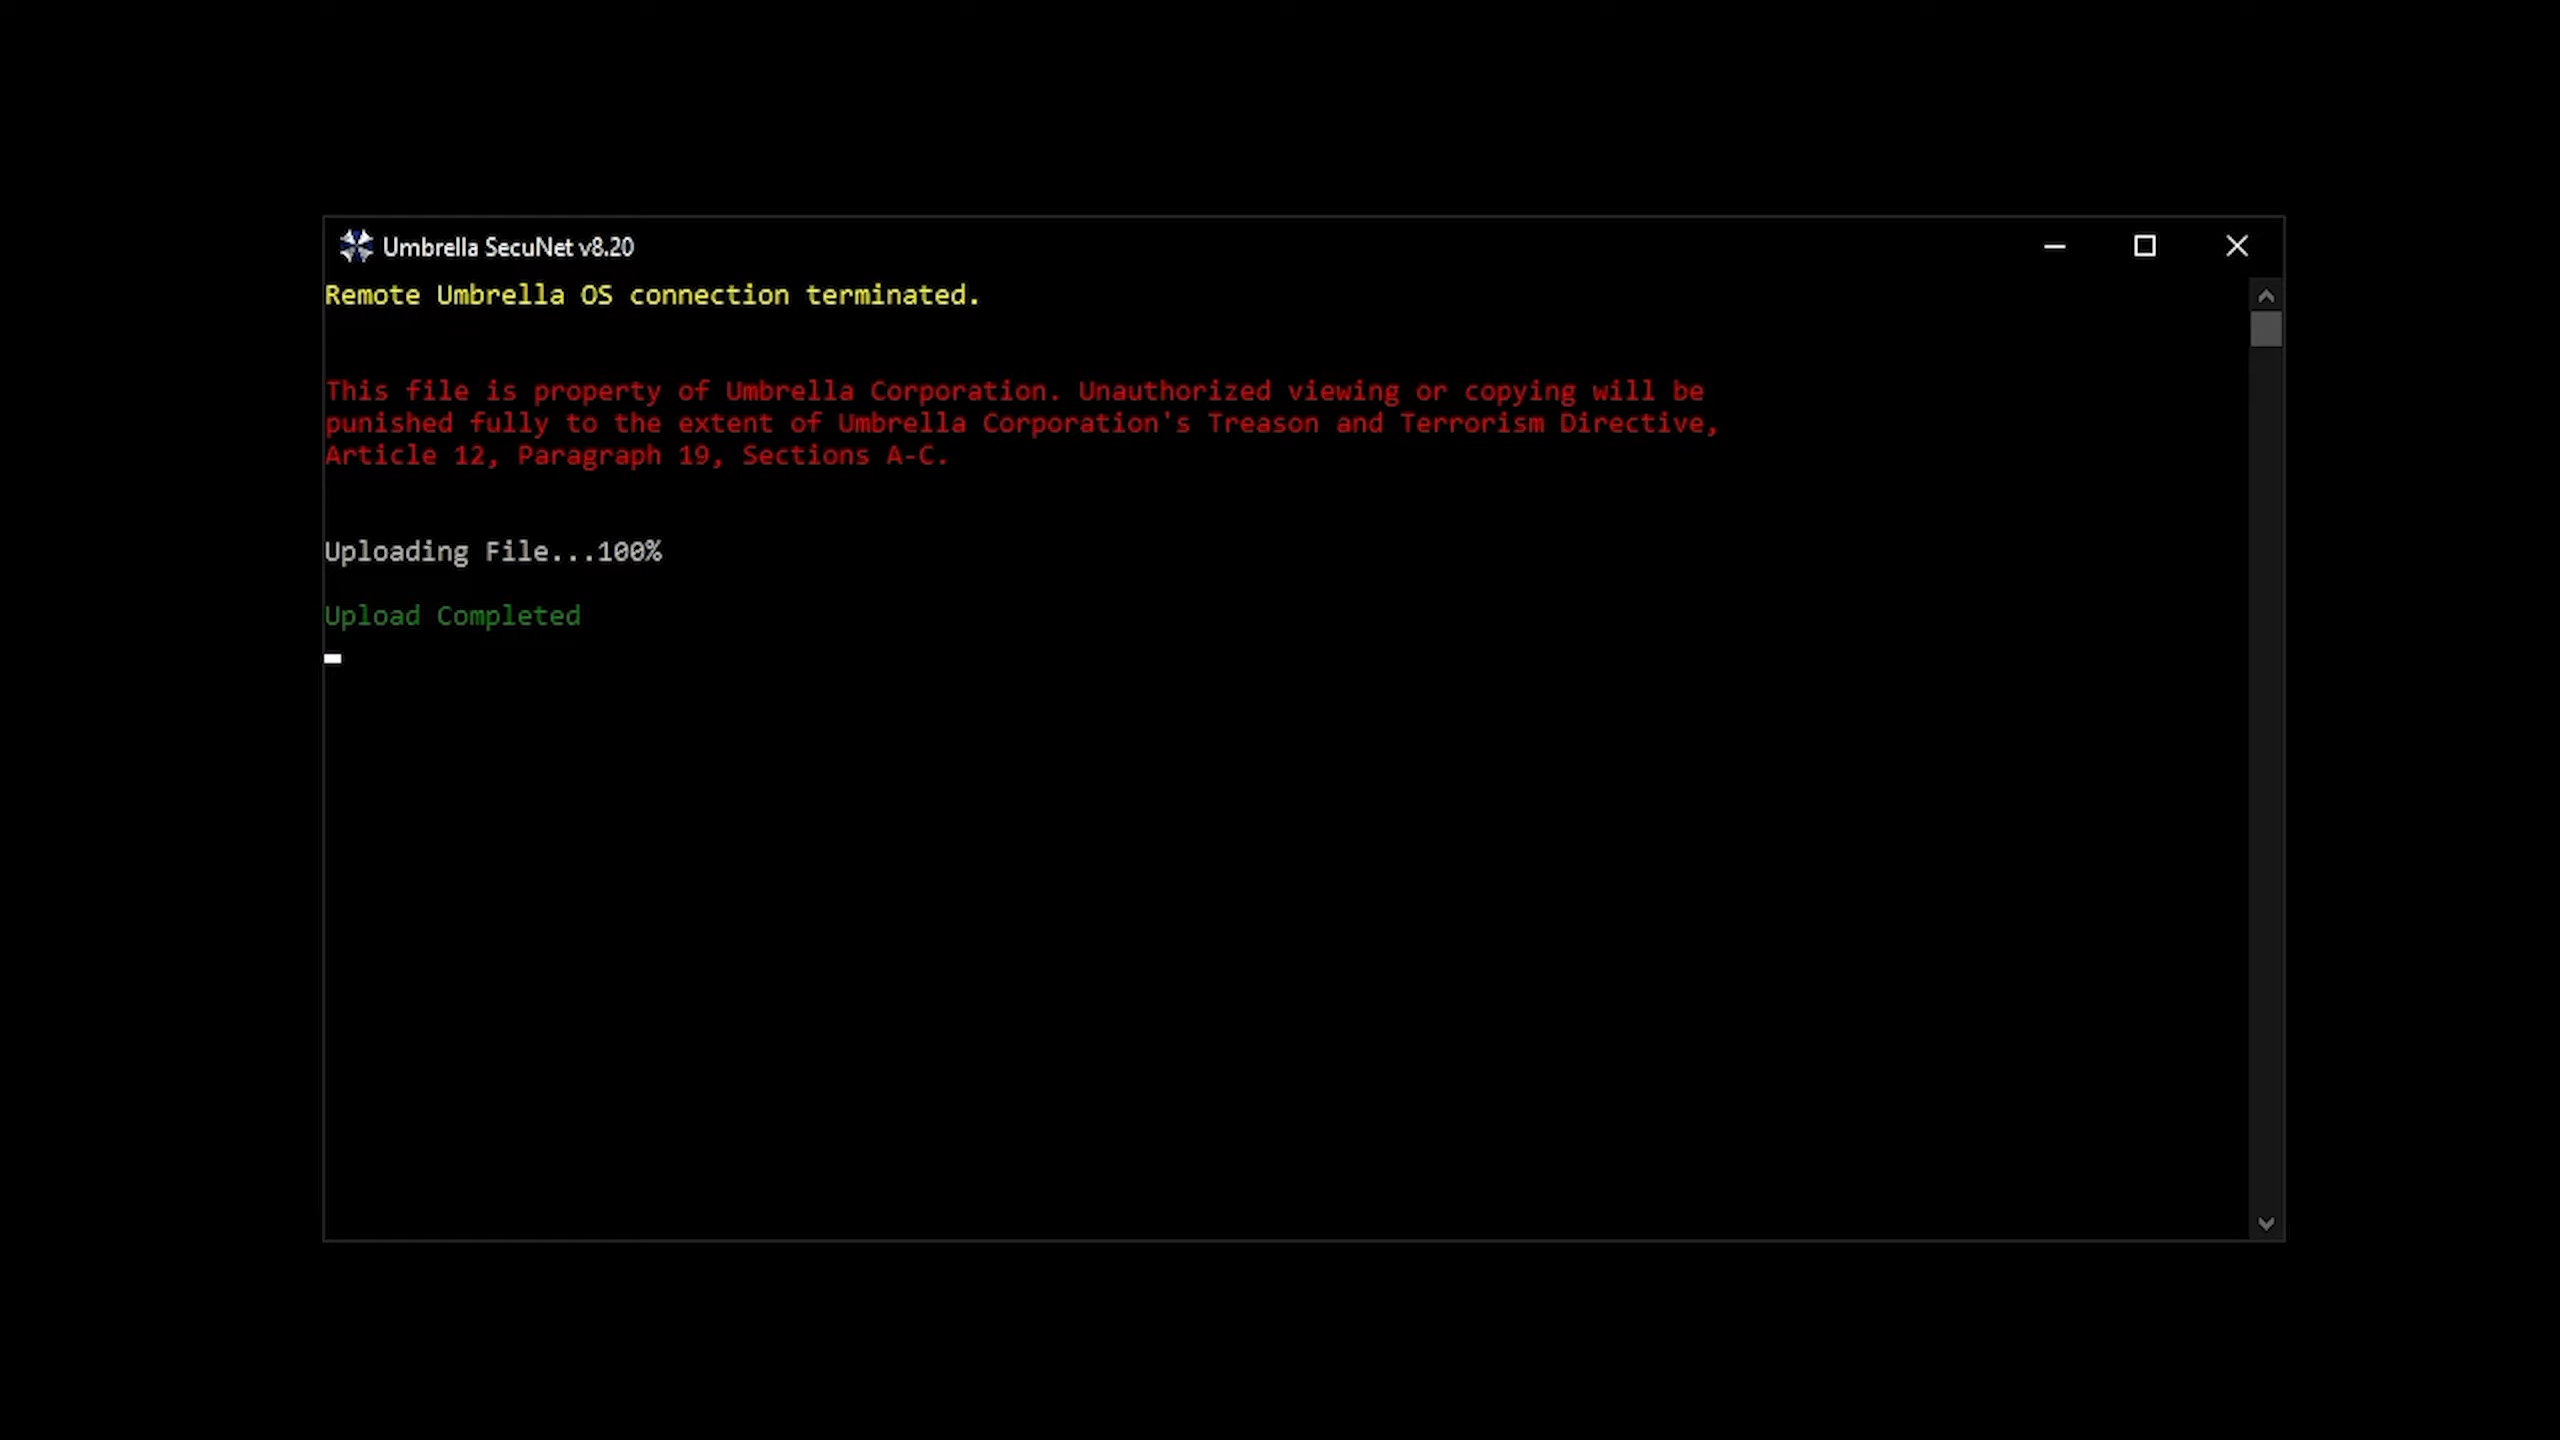 Umbrella SecuNet v8.20
Remote Umbrella OS connection terminated.
This file is property of Umbrella Corporation. Unauthorized viewing or copying will be
punished fully to the extent of Umbrella Corporation's Treason and Terrorism Directive,
Article 12, Paragraph 19, Sections A-C.
Uploading File...100%
Upload Completed